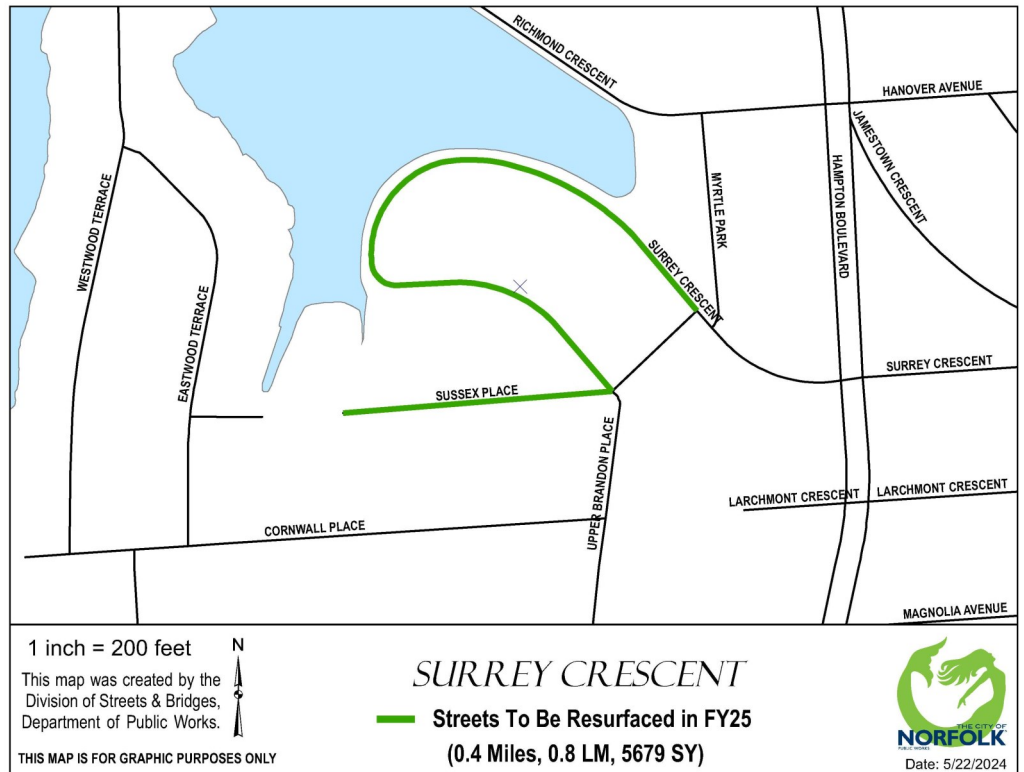 RICHMOND CRESCENT
HANOVER AVENUE
JAMESTOWN CRESCENT
MYRTLE PARK
HAMPTON BOULEVARD
WESTWOOD TERRACE
EASTWOOD TERRACE
SURREY CRESCENT
SURREY CRESCENT
SUSSEX PLACE
UPPER BRANDON PLACE
LARCHMONT CRESCENT
LARCHMONT CRESCENT
CORNWALL PLACE
MAGNOLIA AVENUE
1 inch = 200 feet
N
This map was created by the
Division of Streets & Bridges,
Department of Public Works.
THIS MAP IS FOR GRAPHIC PURPOSES ONLY
SURREY CRESCENT
Streets To Be Resurfaced in FY25
(0.4 Miles, 0.8 LM, 5679 SY)
THE CITY OF
NORFOLK
PUBLIC WORKS
Date: 5/22/2024